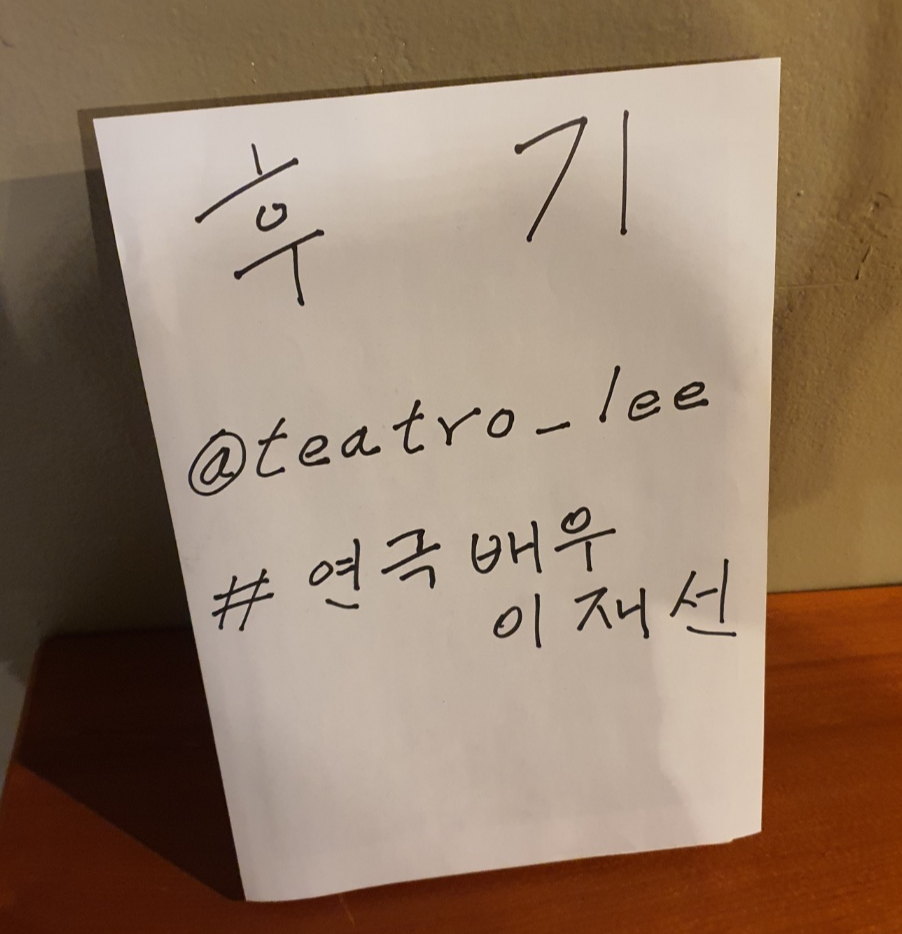 후 기
@teatro_lee
# 연극 배우
이 재 선